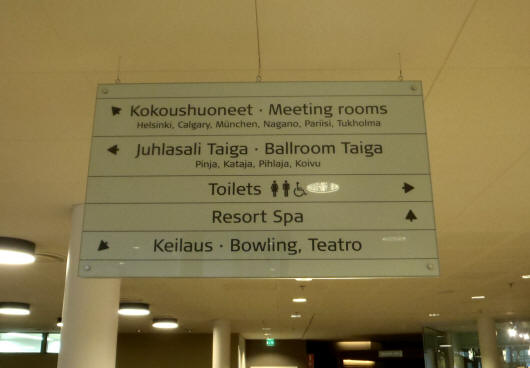 Kokoushuoneet · Meeting rooms
Helsinki, Calgary, München, Nagano, Pariisi, Tukholma
Juhlasali Taiga · Ballroom Taiga
Pinja, Kataja, Pihlaja, Koivu
Toilets
Resort Spa
Keilaus · Bowling, Teatro